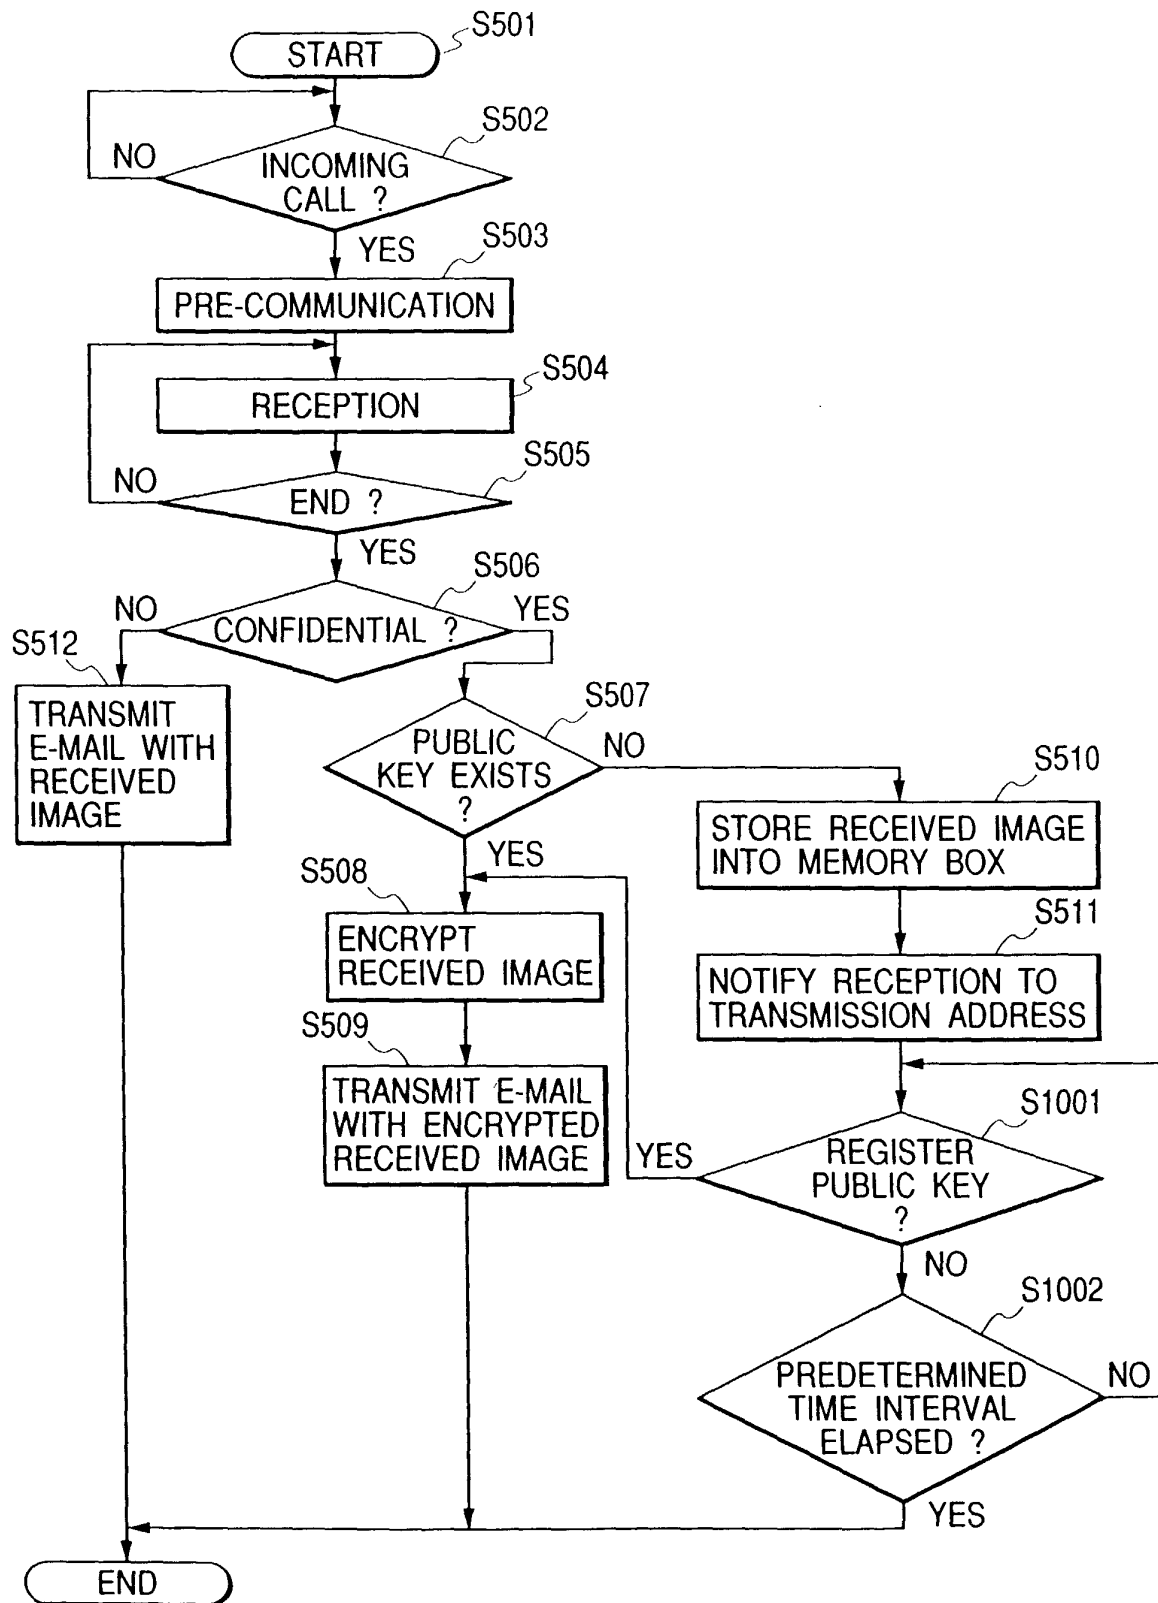 S501
START
S502
NO
INCOMING
CALL ?
YES
S503
PRE-COMMUNICATION
S504
RECEPTION
S505
NO
END ?
YES
S506
NO
YES
CONFIDENTIAL ?
S512
TRANSMIT
E-MAIL WITH
RECEIVED
IMAGE
S507
PUBLIC
KEY EXISTS
?
NO
YES
S510
STORE RECEIVED IMAGE
INTO MEMORY BOX
S508
ENCRYPT
RECEIVED IMAGE
S511
NOTIFY RECEPTION TO
TRANSMISSION ADDRESS
S509
TRANSMIT E-MAIL
WITH ENCRYPTED
RECEIVED IMAGE
S1001
YES
REGISTER
PUBLIC KEY
?
NO
S1002
PREDETERMINED
TIME INTERVAL
ELAPSED ?
NO
YES
END